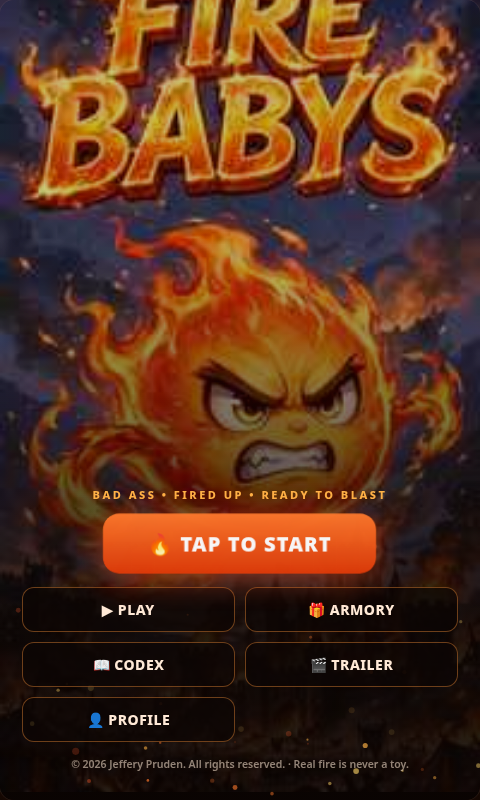 FIRE
BABYS
BAD ASS • FIRED UP • READY TO BLAST
🔥 TAP TO START
▶ PLAY
🎁 ARMORY
📖 CODEX
🎬 TRAILER
👤 PROFILE
© 2026 Jeffery Pruden. All rights reserved. · Real fire is never a toy.